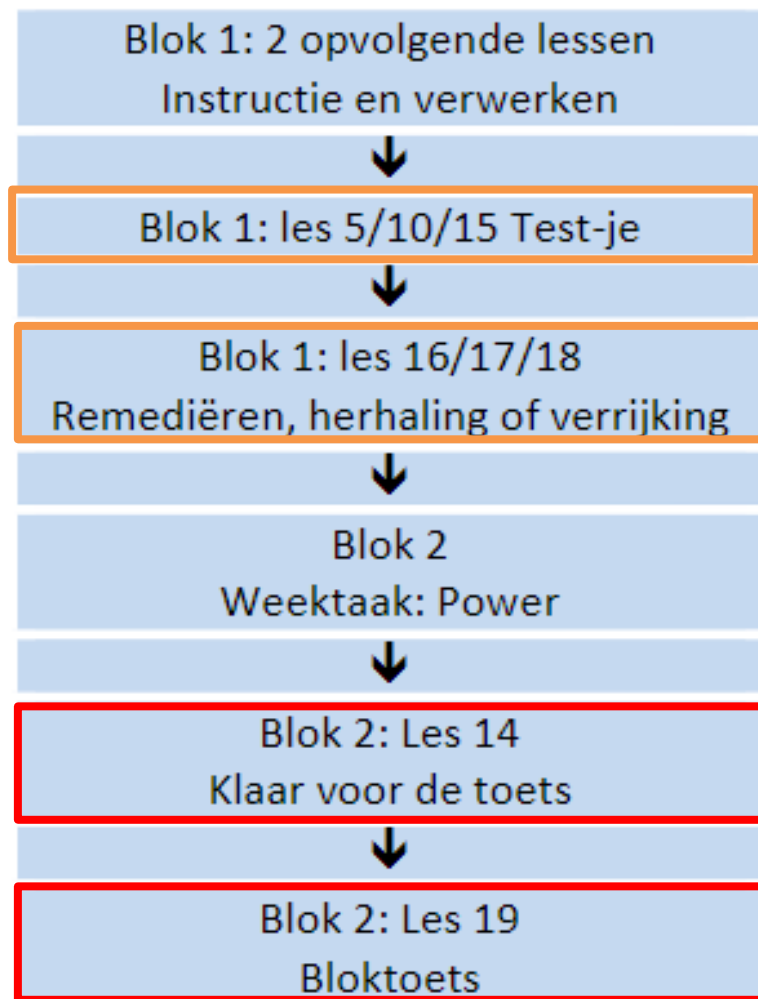 Blok 1: 2 opvolgende lessen
Instructie en verwerken
Blok 1: les 5/10/15 Test-je
Blok 1: les 16/17/18
Remediëren, herhaling of verrijking
Blok 2
Weektaak: Power
Blok 2: Les 14
Klaar voor de toets
Blok 2: Les 19
Bloktoets